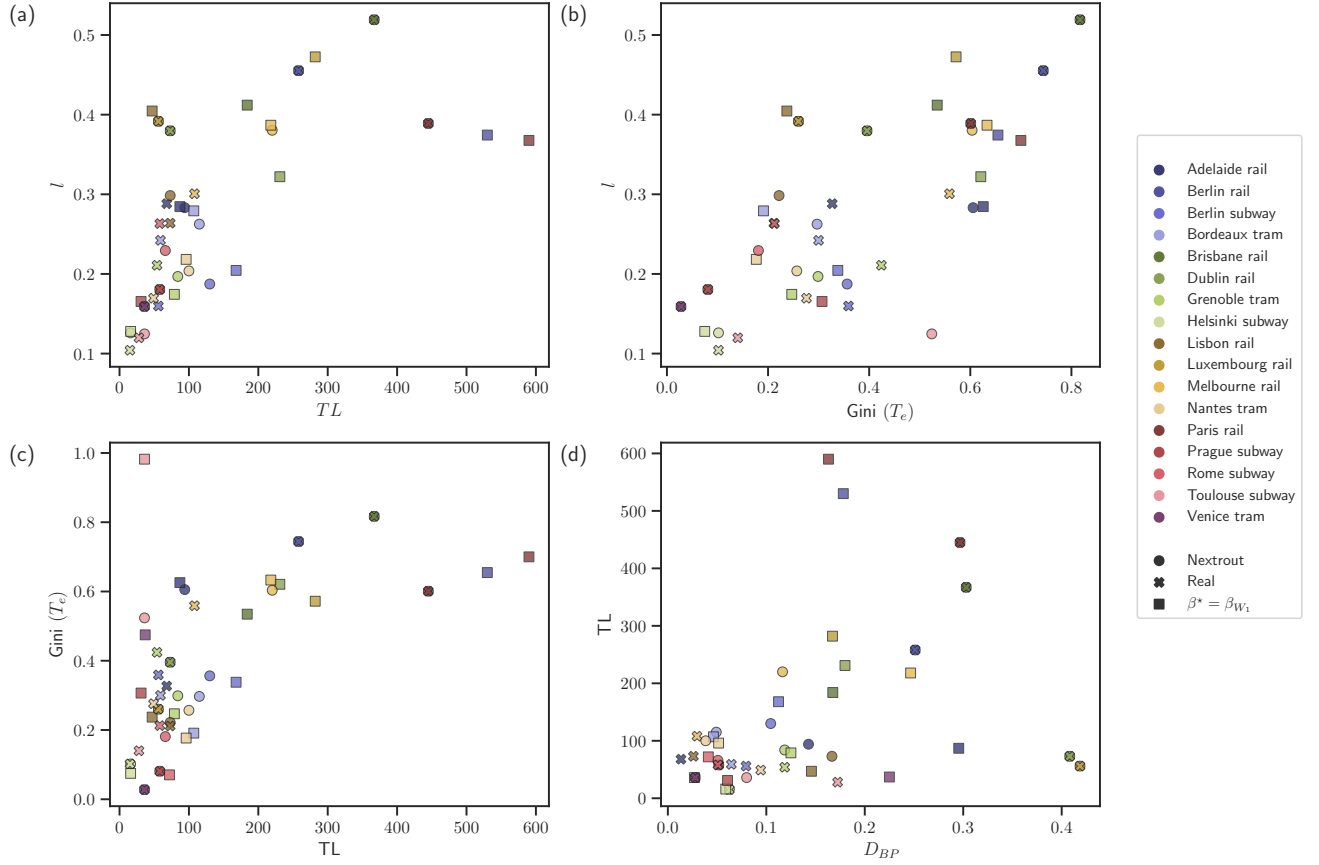 (a)
0.5
0.4
0.3
0.2
0.1
l
0 100 200 300 400 500 600
TL
(b)
0.5
0.4
0.3
0.2
0.1
l
0.0 0.2 0.4 0.6 0.8
Gini (T_e)
(c)
1.0
0.8
0.6
0.4
0.2
0.0
Gini (T_e)
0 100 200 300 400 500 600
TL
(d)
600
500
400
300
200
100
0
TL
0.0 0.1 0.2 0.3 0.4
D_{BP}
Adelaide rail
Berlin rail
Berlin subway
Bordeaux tram
Brisbane rail
Dublin rail
Grenoble tram
Helsinki subway
Lisbon rail
Luxembourg rail
Melbourne rail
Nantes tram
Paris rail
Prague subway
Rome subway
Toulouse subway
Venice tram
Nextrout
Real
β* = β_{W_1}